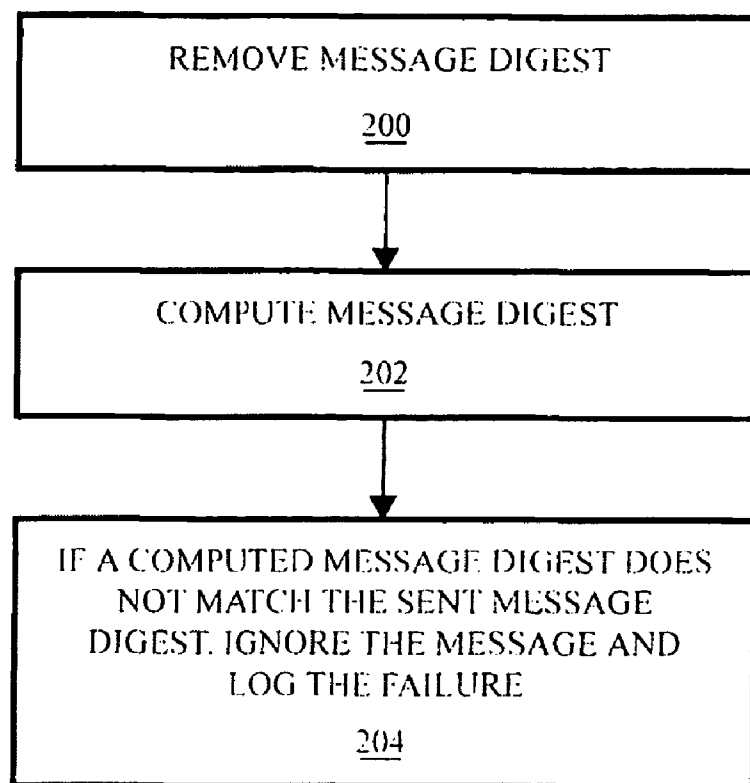 REMOVE MESSAGE DIGEST
200
COMPUTE MESSAGE DIGEST
202
IF A COMPUTED MESSAGE DIGEST DOES
NOT MATCH THE SENT MESSAGE
DIGEST. IGNORE THE MESSAGE AND
LOG THE FAILURE
204